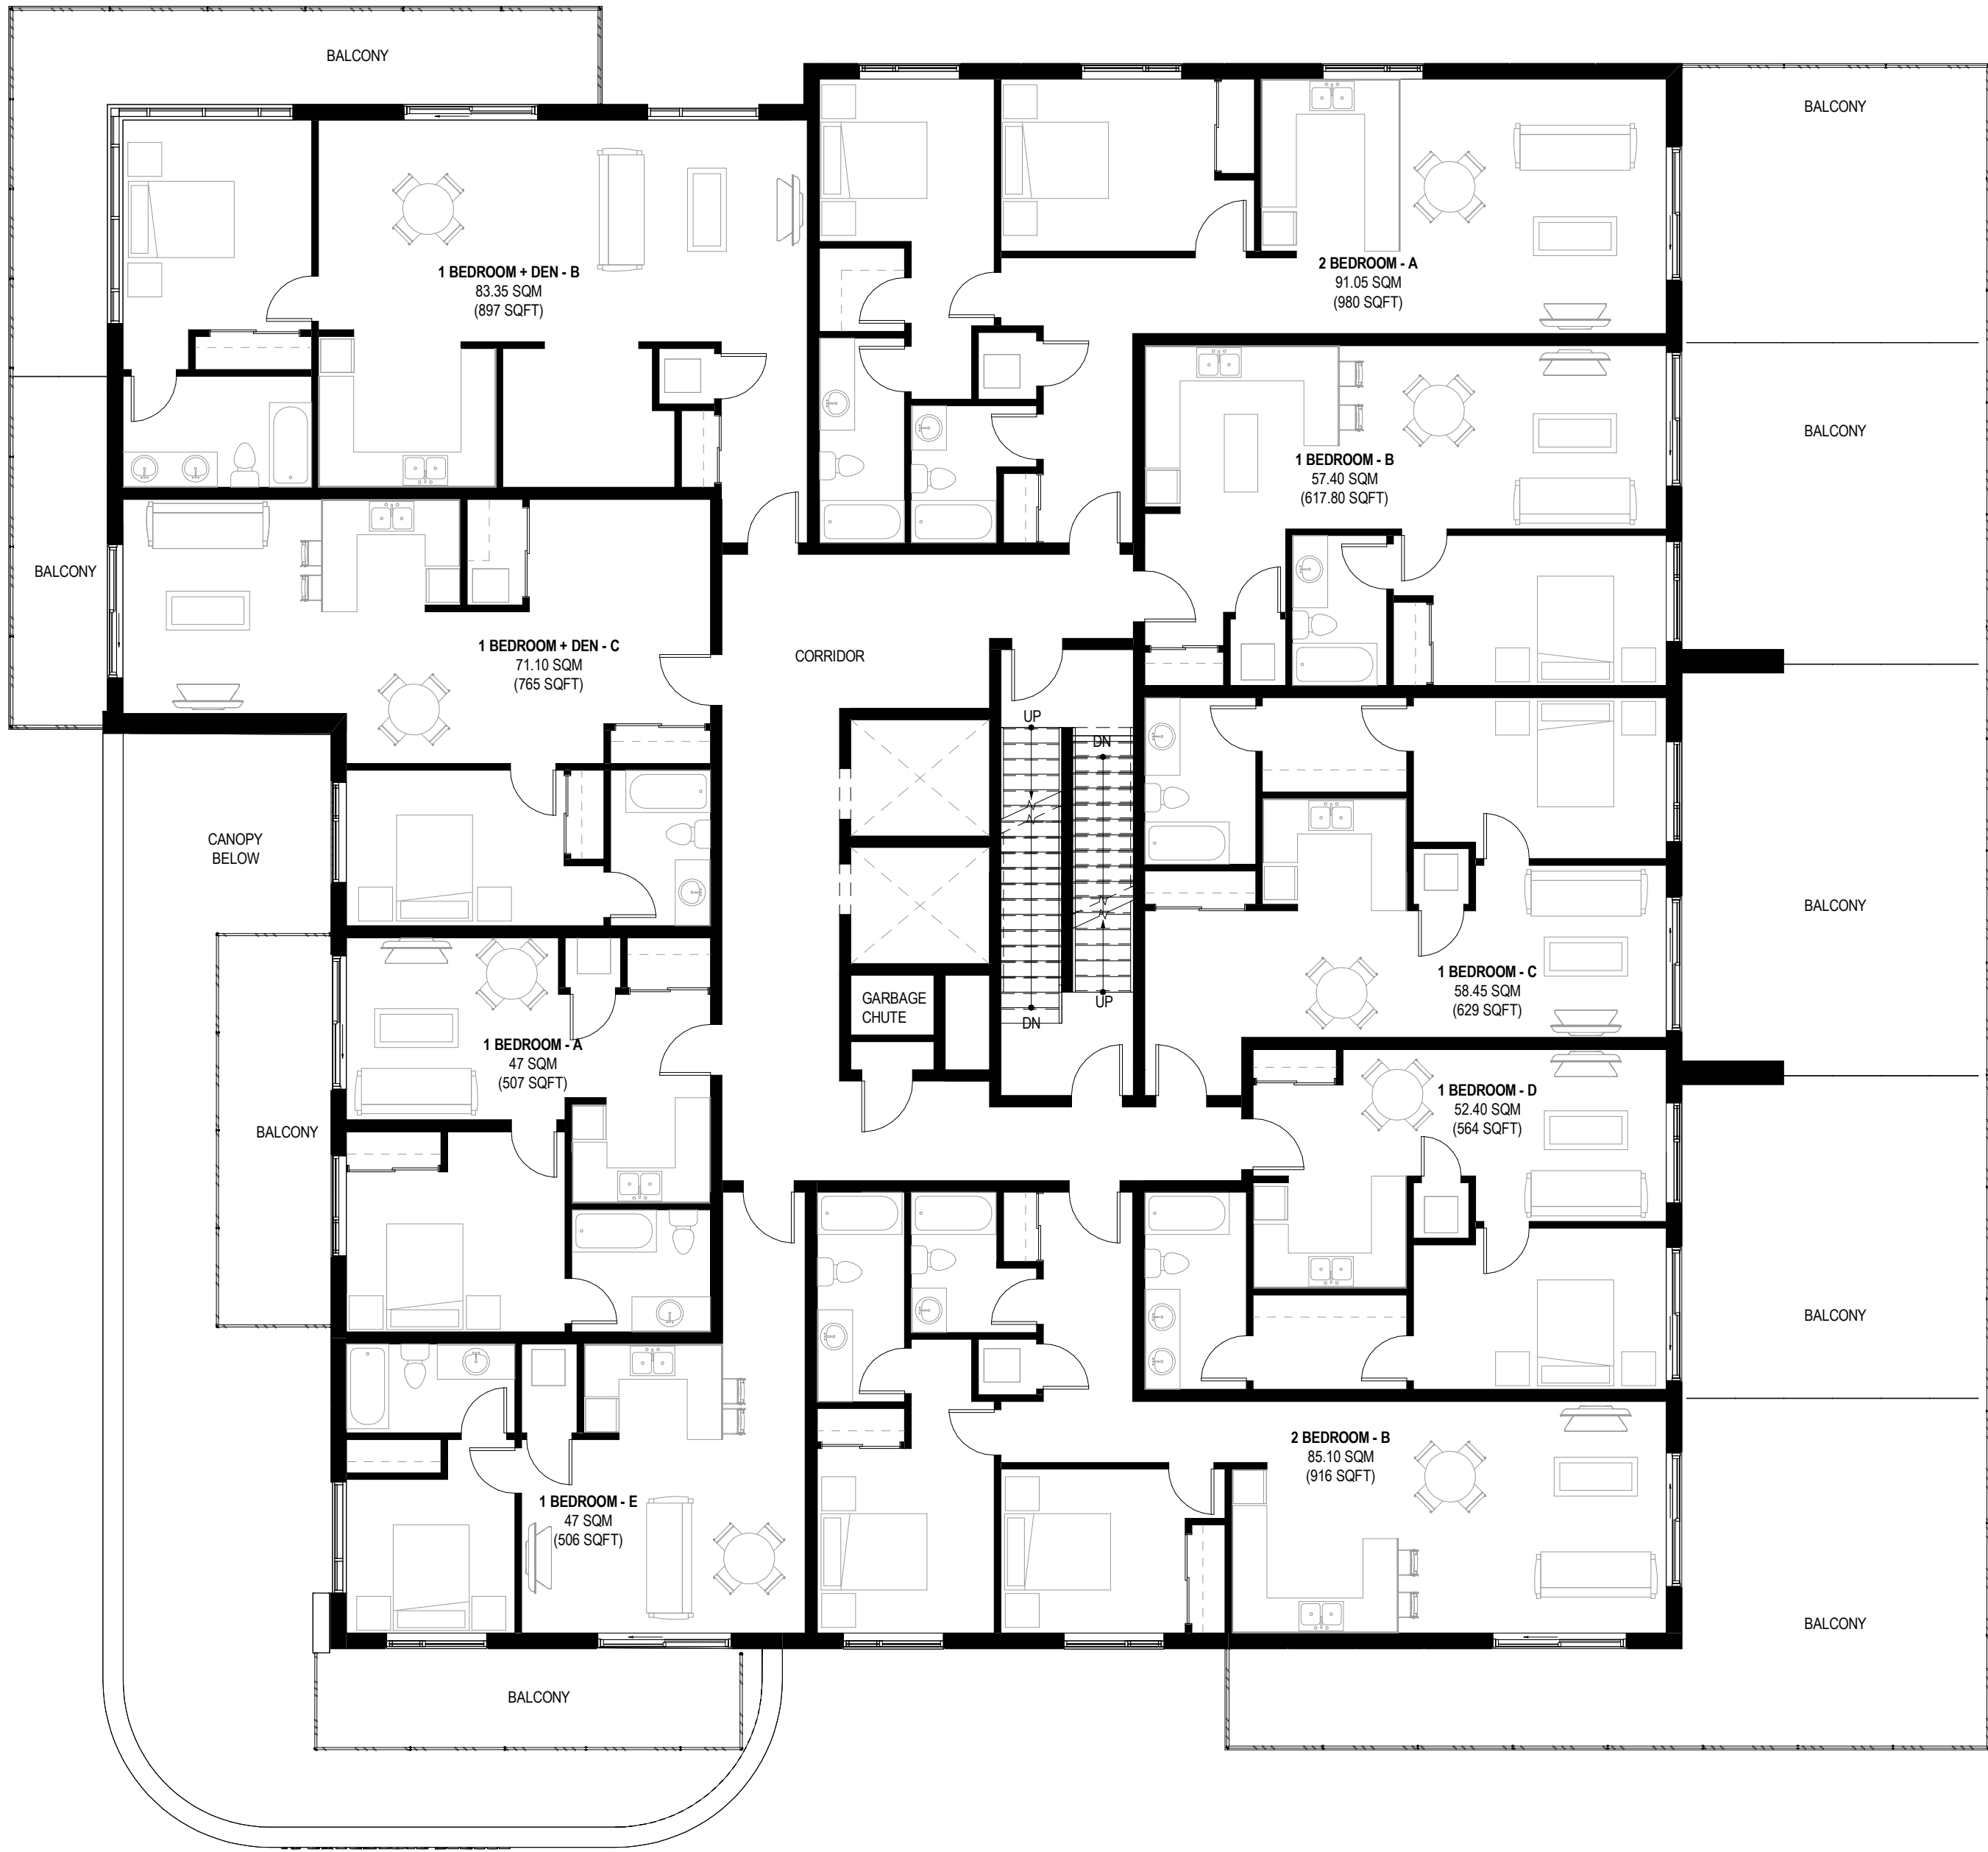 BALCONY
BALCONY
1 BEDROOM + DEN - B
83.35 SQM
(897 SQFT)
2 BEDROOM - A
91.05 SQM
(980 SQFT)
BALCONY
1 BEDROOM - B
57.40 SQM
(617.80 SQFT)
BALCONY
1 BEDROOM + DEN - C
71.10 SQM
(765 SQFT)
CORRIDOR
UP
DN
CANOPY
BELOW
BALCONY
1 BEDROOM - C
58.45 SQM
(629 SQFT)
GARBAGE
CHUTE
UP
DN
1 BEDROOM - A
47 SQM
(507 SQFT)
1 BEDROOM - D
52.40 SQM
(564 SQFT)
BALCONY
BALCONY
2 BEDROOM - B
85.10 SQM
(916 SQFT)
1 BEDROOM - E
47 SQM
(506 SQFT)
BALCONY
BALCONY